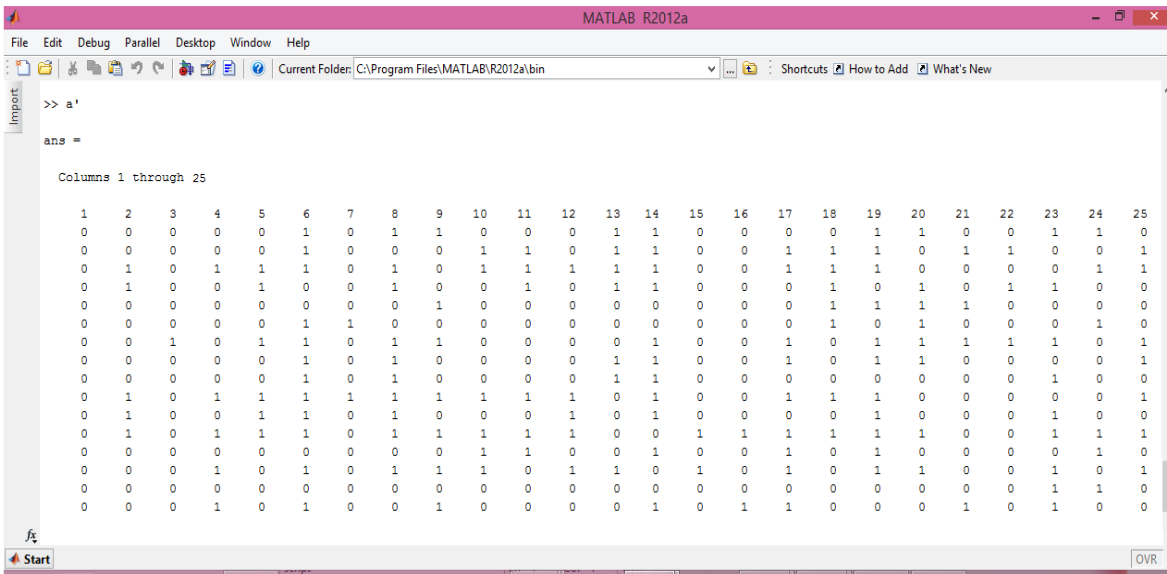 MATLAB R2012a
File Edit Debug Parallel Desktop Window Help
Current Folder: C:\Program Files\MATLAB\R2012a\bin ... Shortcuts How to Add What's New
Import
>> a'
ans =
Columns 1 through 25
1 2 3 4 5 6 7 8 9 10 11 12 13 14 15 16 17 18 19 20 21 22 23 24 25
0 0 0 0 0 1 0 1 1 0 0 0 1 1 0 0 0 0 1 1 0 0 1 1 0
0 0 0 0 0 1 0 0 0 1 1 0 1 1 0 0 1 1 1 0 1 1 0 0 1
0 1 0 1 1 1 0 1 0 1 1 1 1 1 0 0 1 1 1 0 0 0 0 1 1
0 1 0 0 1 0 0 1 0 0 1 0 1 1 0 0 0 1 0 1 0 1 1 0 0
0 0 0 0 0 0 0 0 1 0 0 0 0 0 0 0 0 1 1 1 1 0 0 0 0
0 0 0 0 0 1 1 0 0 0 0 0 0 0 0 0 0 1 0 1 0 0 0 1 0
0 0 1 0 1 1 0 1 1 0 0 0 0 1 0 0 1 0 1 1 1 1 1 0 1
0 0 0 0 0 1 0 1 0 0 0 0 1 1 0 0 1 0 1 1 0 0 0 0 1
0 0 0 0 0 1 0 1 0 0 0 0 1 1 0 0 0 0 0 0 0 0 1 0 0
0 1 0 1 1 1 1 1 1 1 1 1 0 1 0 0 1 1 1 0 0 0 0 0 1
0 1 0 0 1 1 0 1 0 0 0 1 0 1 0 0 0 0 1 0 0 0 1 0 0
0 1 0 1 1 1 0 1 1 1 1 1 0 0 1 1 1 1 1 1 0 0 1 1 1
0 0 0 0 0 0 0 0 0 1 1 0 0 1 0 0 1 0 1 0 0 0 0 1 0
0 0 0 1 0 1 0 1 1 1 0 1 1 0 1 0 1 0 1 1 0 0 1 0 1
0 0 0 0 0 0 0 0 0 0 0 0 0 0 0 0 0 0 0 0 0 0 1 1 0
0 0 0 1 0 1 0 0 1 0 0 0 0 1 0 1 1 0 0 0 1 0 1 0 0
fx
Start OVR